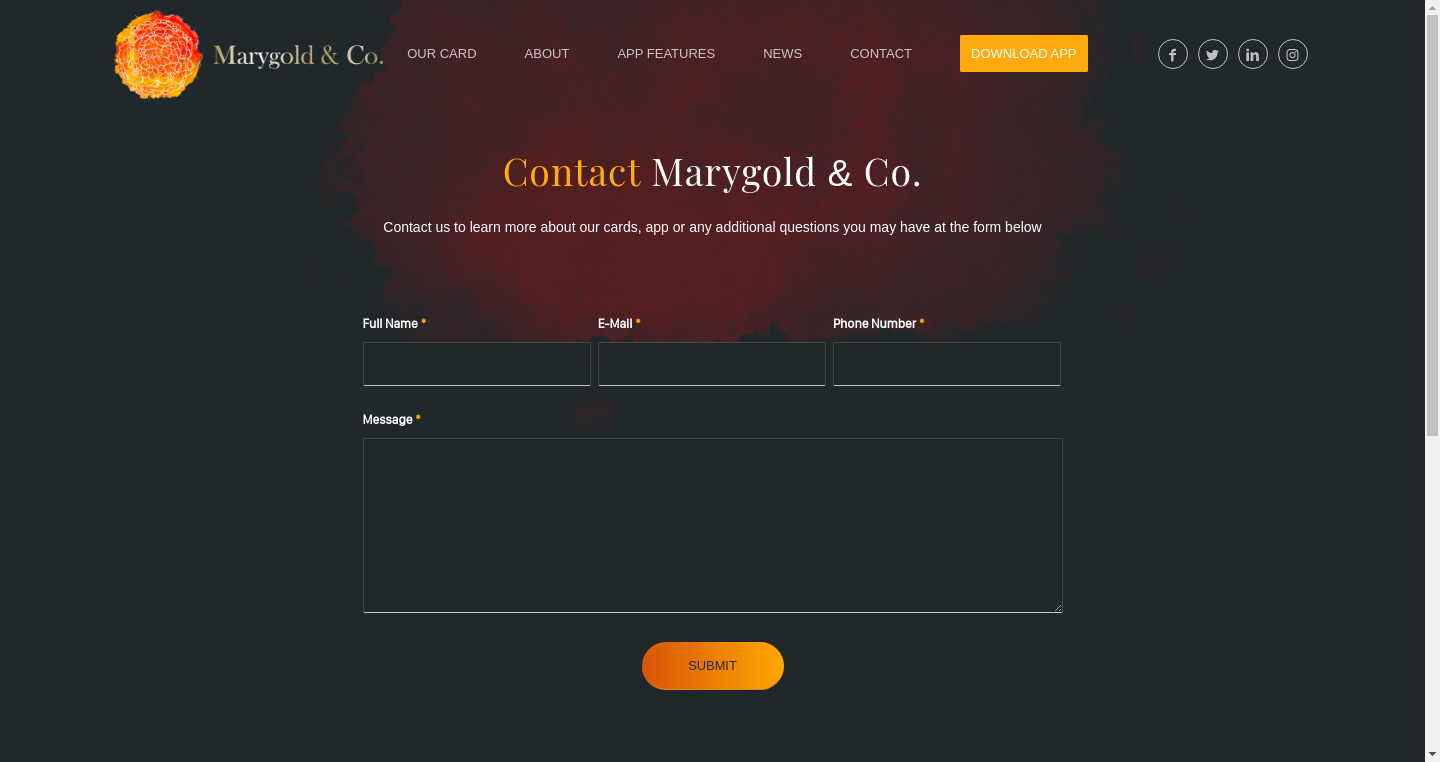 Marygold & Co.
OUR CARD
ABOUT
APP FEATURES
NEWS
CONTACT
DOWNLOAD APP
Contact Marygold & Co.
Contact us to learn more about our cards, app or any additional questions you may have at the form below
Full Name *
E-Mail *
Phone Number *
Message *
SUBMIT